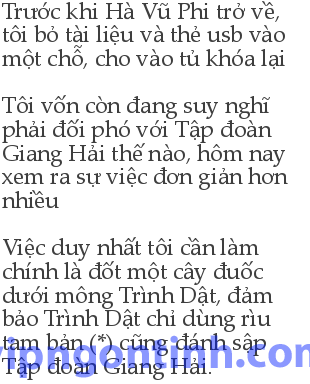 Trước khi Hà Vũ Phi trở về,
tôi bỏ tài liệu và thẻ usb vào
một chỗ, cho vào tủ khóa lại
Tôi vốn còn đang suy nghĩ
phải đối phó với Tập đoàn
Giang Hải thế nào, hôm nay
xem ra sự việc đơn giản hơn
nhiều
Việc duy nhất tôi cần làm
chính là đốt một cây đuốc
dưới mông Trình Dật, đảm
bảo Trình Dật chỉ dùng rìu
tam bản (*) cũng đánh sập
Tập đoàn Giang Hải.
vipngontinh.com